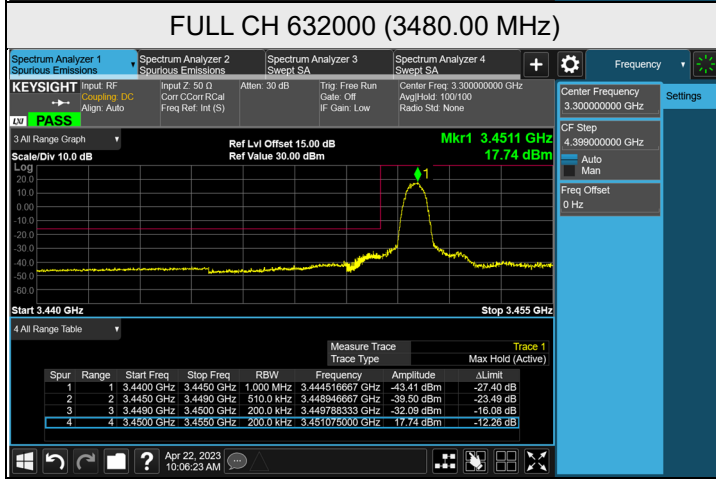 FULL CH 632000 (3480.00 MHz)
Spectrum Analyzer 1
Spurious Emissions
Spectrum Analyzer 2
Spurious Emissions
Spectrum Analyzer 3
Swept SA
Spectrum Analyzer 4
Swept SA
+
Frequency
KEYSIGHT
Input: RF
Coupling: DC
Align: Auto
Input Z: 50 Ω
Corr CCorr RCal
Freq Ref: Int (S)
Atten: 30 dB
Trig: Free Run
Gate: Off
IF Gain: Low
Center Freq: 3.300000000 GHz
Avg|Hold: 100/100
Radio Std: None
LXI PASS
Center Frequency
3.300000000 GHz
Settings
CF Step
4.399000000 GHz
Auto
Man
Freq Offset
0 Hz
3 All Range Graph
Scale/Div 10.0 dB
Ref Lvl Offset 15.00 dB
Ref Value 30.00 dBm
Mkr1 3.4511 GHz
17.74 dBm
Log
20.0
10.0
0.00
-10.0
-20.0
-30.0
-40.0
-50.0
-60.0
1
Start 3.440 GHz
Stop 3.455 GHz
4 All Range Table
Measure Trace Trace 1
Trace Type Max Hold (Active)
Spur Range Start Freq Stop Freq RBW Frequency Amplitude ΔLimit
1 1 3.4400 GHz 3.4450 GHz 1.000 MHz 3.444516667 GHz -43.41 dBm -27.40 dB
2 2 3.4450 GHz 3.4490 GHz 510.0 kHz 3.448946667 GHz -39.50 dBm -23.49 dB
3 3 3.4490 GHz 3.4500 GHz 200.0 kHz 3.449788333 GHz -32.09 dBm -16.08 dB
4 4 3.4500 GHz 3.4550 GHz 200.0 kHz 3.451075000 GHz 17.74 dBm -12.26 dB
?
Apr 22, 2023
10:06:23 AM